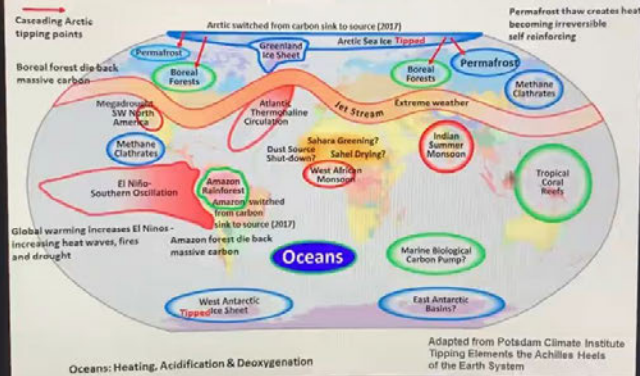 Cascading Arctic
tipping points
Arctic switched from carbon sink to source (2017)
Permafrost thaw creates heat
becoming irreversible
self reinforcing
Arctic Sea Ice Tipped
Permafrost
Greenland
Ice Sheet
Permafrost
Boreal forest die back
massive carbon
Boreal
Forests
Boreal
Forests
Methane
Clathrates
Megadrought
SW North
America
Atlantic
Thermohaline
Circulation
Jet Stream
Extreme weather
Methane
Clathrates
Sahara Greening?
Dust Source
Shut-down?
Sahel Drying?
West African
Monsoon
Indian
Summer
Monsoon
Tropical
Coral
Reefs
El Niño-
Southern Oscillation
Amazon
Rainforest
Amazon switched
from carbon
sink to source (2017)
Global warming increases El Ninos -
increasing heat waves, fires
and drought
Amazon forest die back
massive carbon
Oceans
Marine Biological
Carbon Pump?
West Antarctic
Tipped Ice Sheet
East Antarctic
Basins?
Oceans: Heating, Acidification & Deoxygenation
Adapted from Potsdam Climate Institute
Tipping Elements the Achilles Heels
of the Earth System